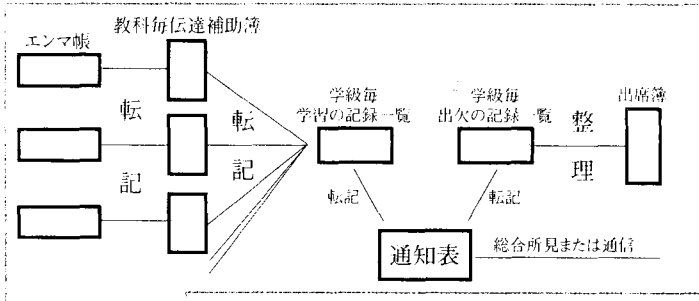 教科毎伝達補助簿
エンマ帳
学級毎
学習の記録一覧
学級毎
出欠の記録一覧
出席簿
転記
転記
整理
転記
転記
通知表
総合所見または通信